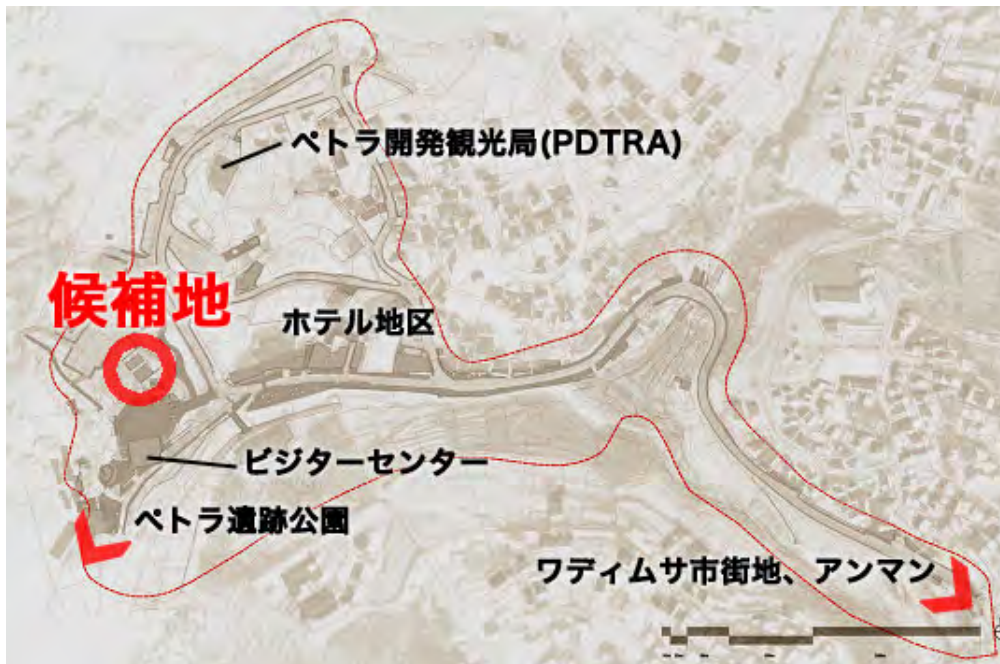 ペトラ開発観光局(PDTRA)
候補地
ホテル地区
ビジターセンター
ペトラ遺跡公園
ワディムサ市街地、アンマン